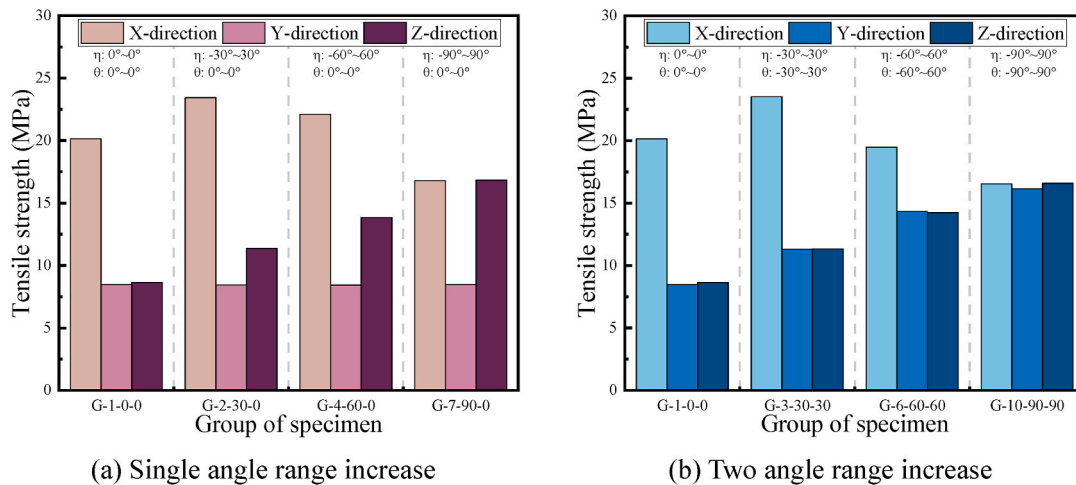 X-direction Y-direction Z-direction
η: 0°~0° η: -30°~30° η: -60°~60° η: -90°~90°
θ: 0°~0° θ: 0°~0° θ: 0°~0° θ: 0°~0°
30
25
20
15
10
5
0
Tensile strength (MPa)
G-1-0-0 G-2-30-0 G-4-60-0 G-7-90-0
Group of specimen
(a) Single angle range increase
X-direction Y-direction Z-direction
η: 0°~0° η: -30°~30° η: -60°~60° η: -90°~90°
θ: 0°~0° θ: -30°~30° θ: -60°~60° θ: -90°~90°
30
25
20
15
10
5
0
Tensile strength (MPa)
G-1-0-0 G-3-30-30 G-6-60-60 G-10-90-90
Group of specimen
(b) Two angle range increase